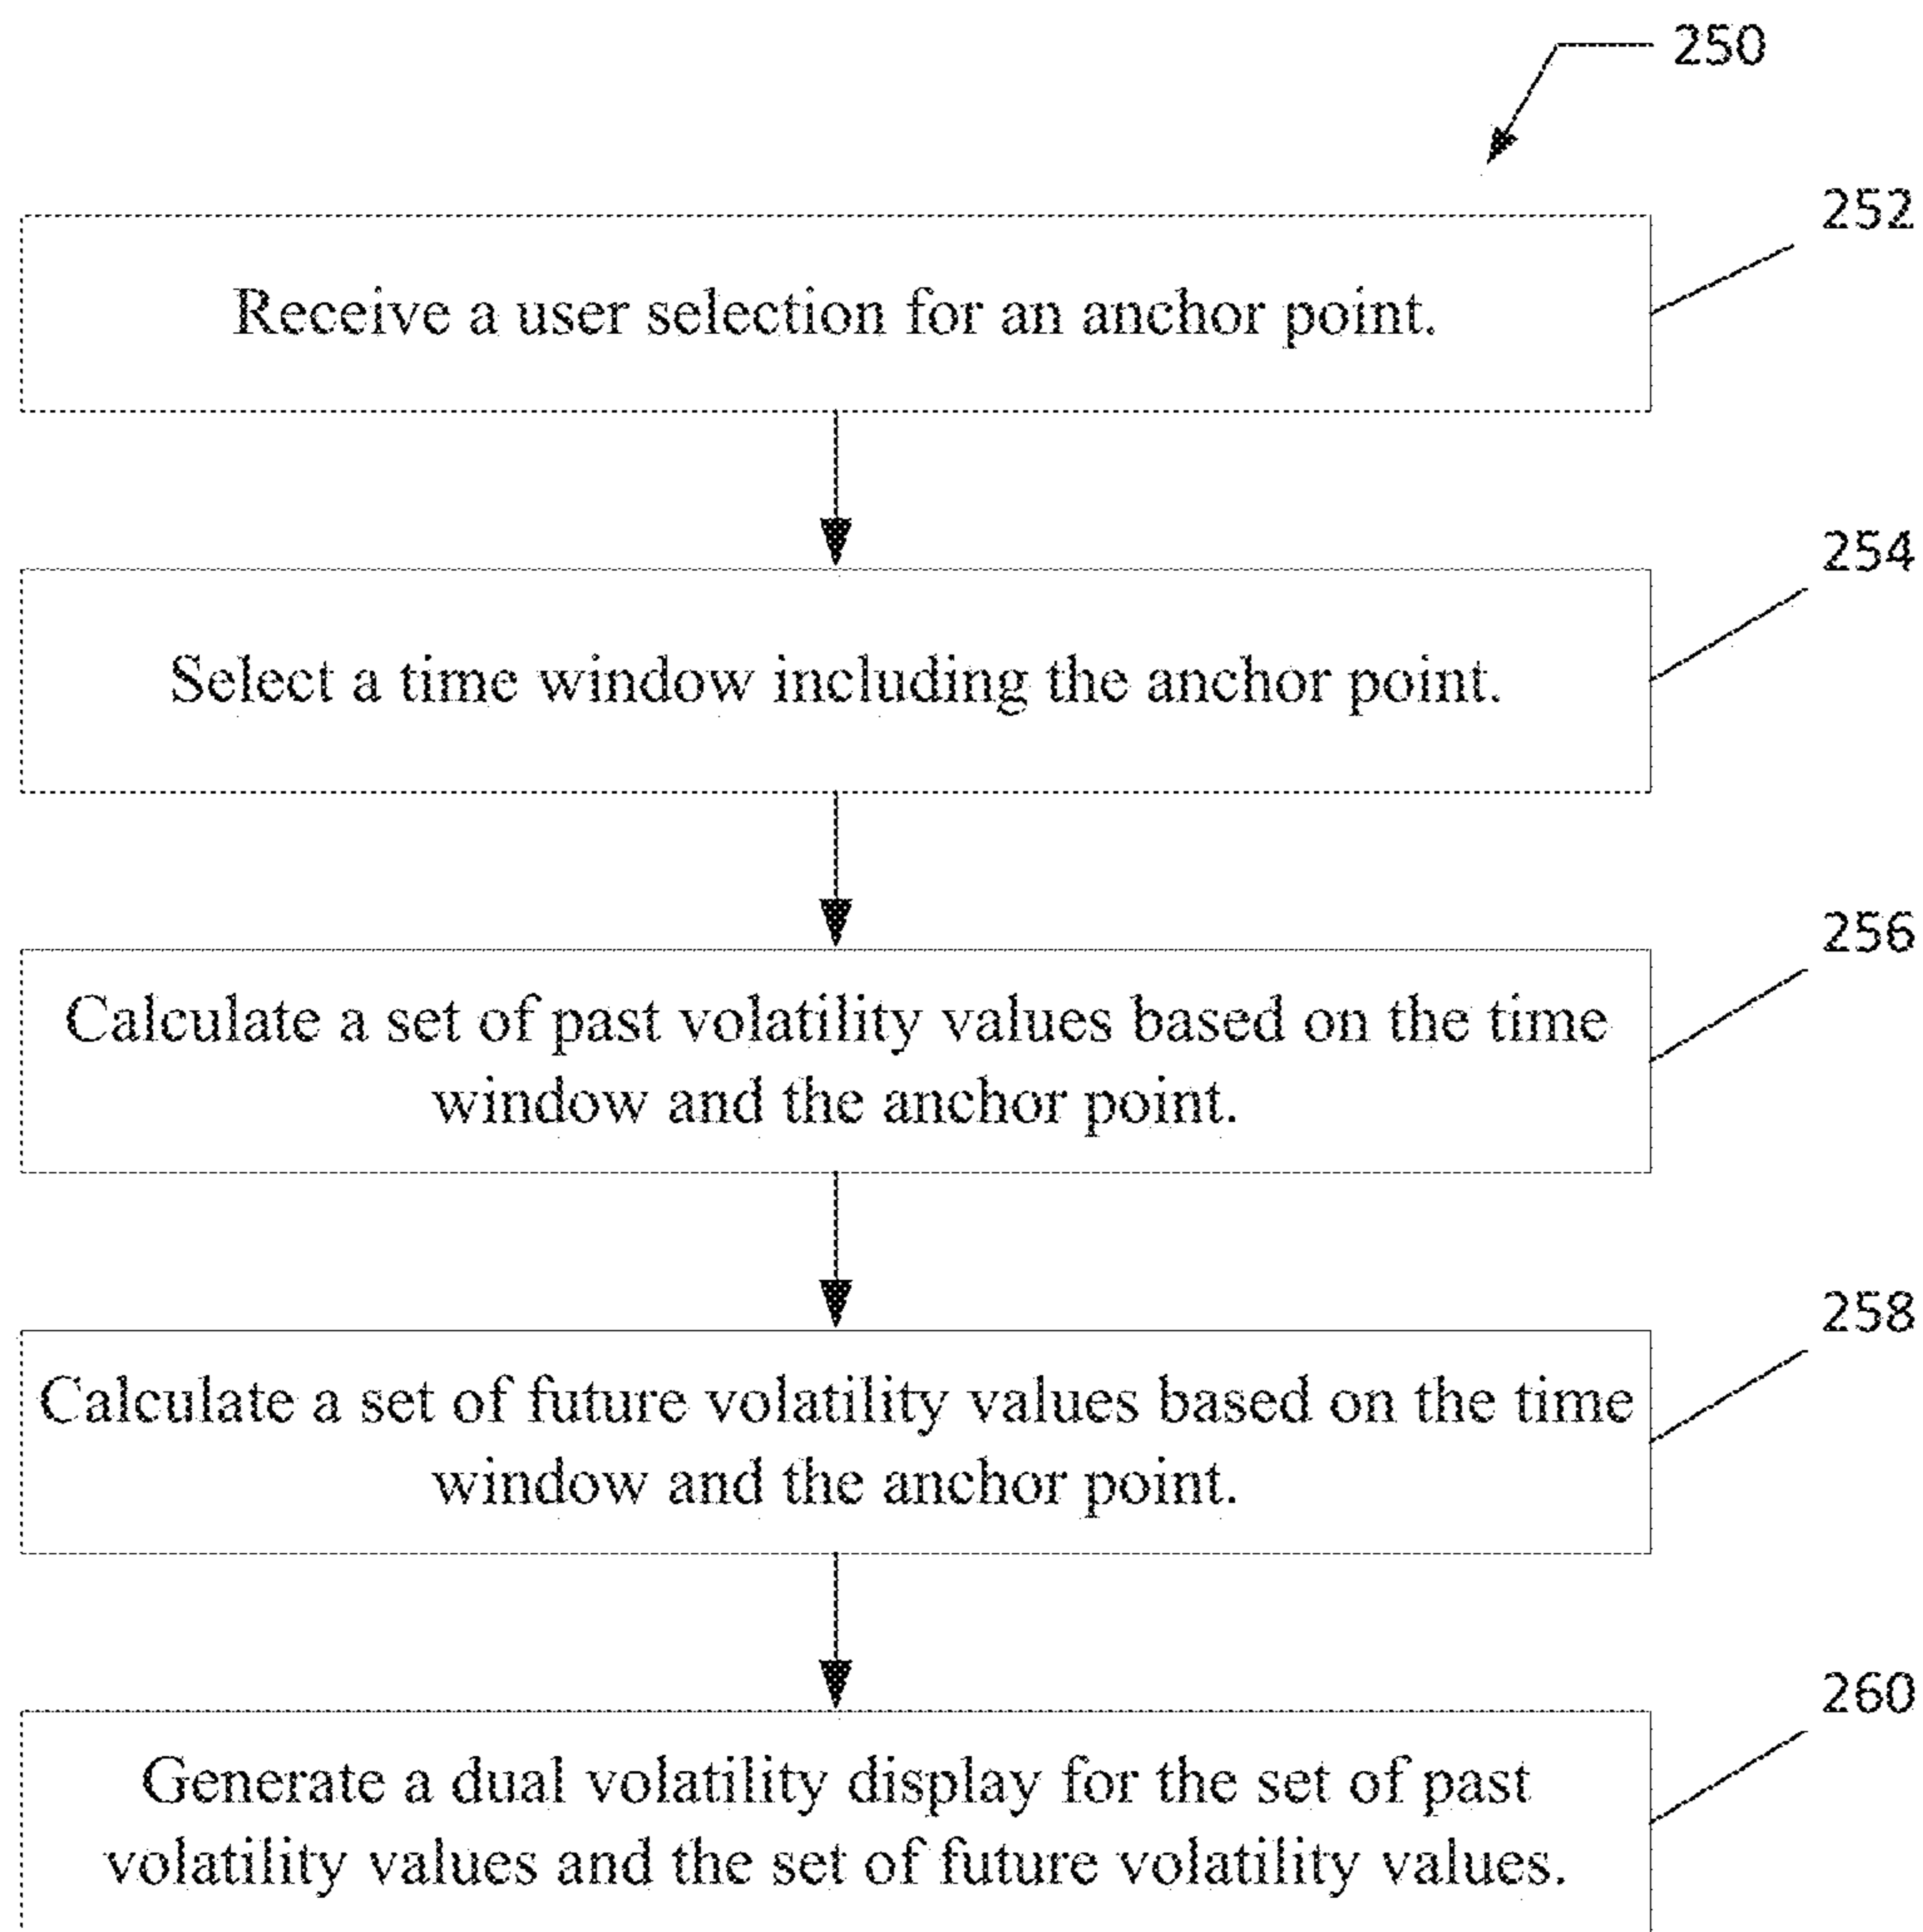 250
252
Receive a user selection for an anchor point.
254
Select a time window including the anchor point.
256
Calculate a set of past volatility values based on the time
window and the anchor point.
258
Calculate a set of future volatility values based on the time
window and the anchor point.
260
Generate a dual volatility display for the set of past
volatility values and the set of future volatility values.